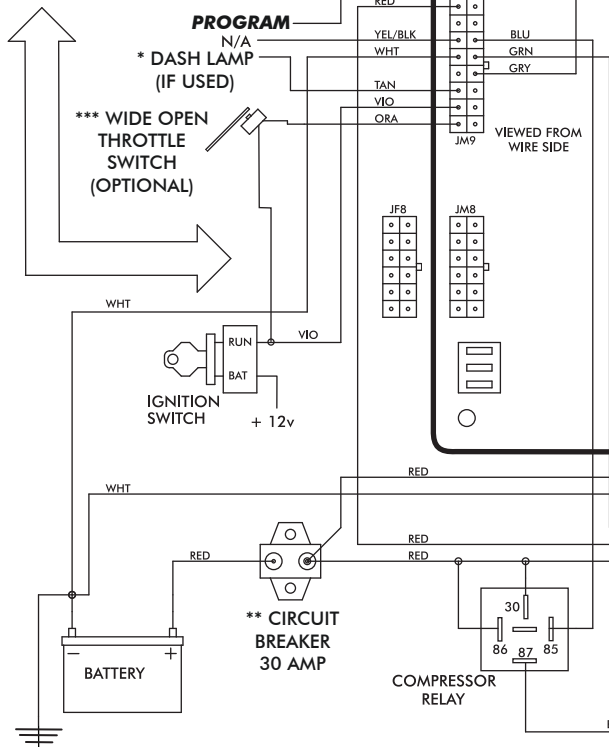 RED
PROGRAM
N/A
YEL/BLK
BLU
* DASH LAMP
(IF USED)
WHT
GRN
GRY
TAN
VIO
ORA
JM9
*** WIDE OPEN
THROTTLE
SWITCH
(OPTIONAL)
VIEWED FROM
WIRE SIDE
JF8
JM8
WHT
RUN
VIO
BAT
IGNITION
SWITCH
+ 12v
RED
WHT
RED
RED
RED
** CIRCUIT
BREAKER
30 AMP
30
86
87
85
COMPRESSOR
RELAY
–
+
BATTERY